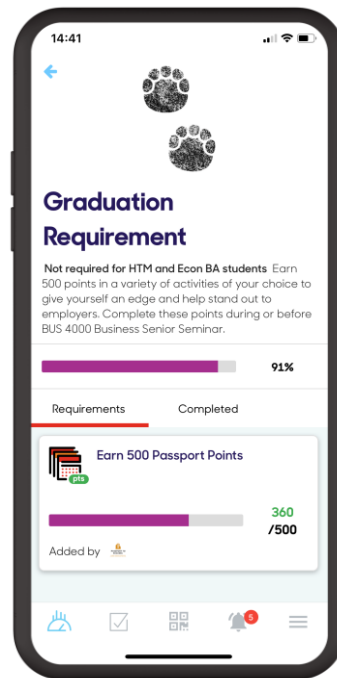 14:41
Graduation
Requirement
Not required for HTM and Econ BA students Earn
500 points in a variety of activities of your choice to
give yourself an edge and help stand out to
employers. Complete these points during or before
BUS 4000 Business Senior Seminar.
91%
Requirements Completed
Earn 500 Passport Points
pts
360
/500
Added by
5